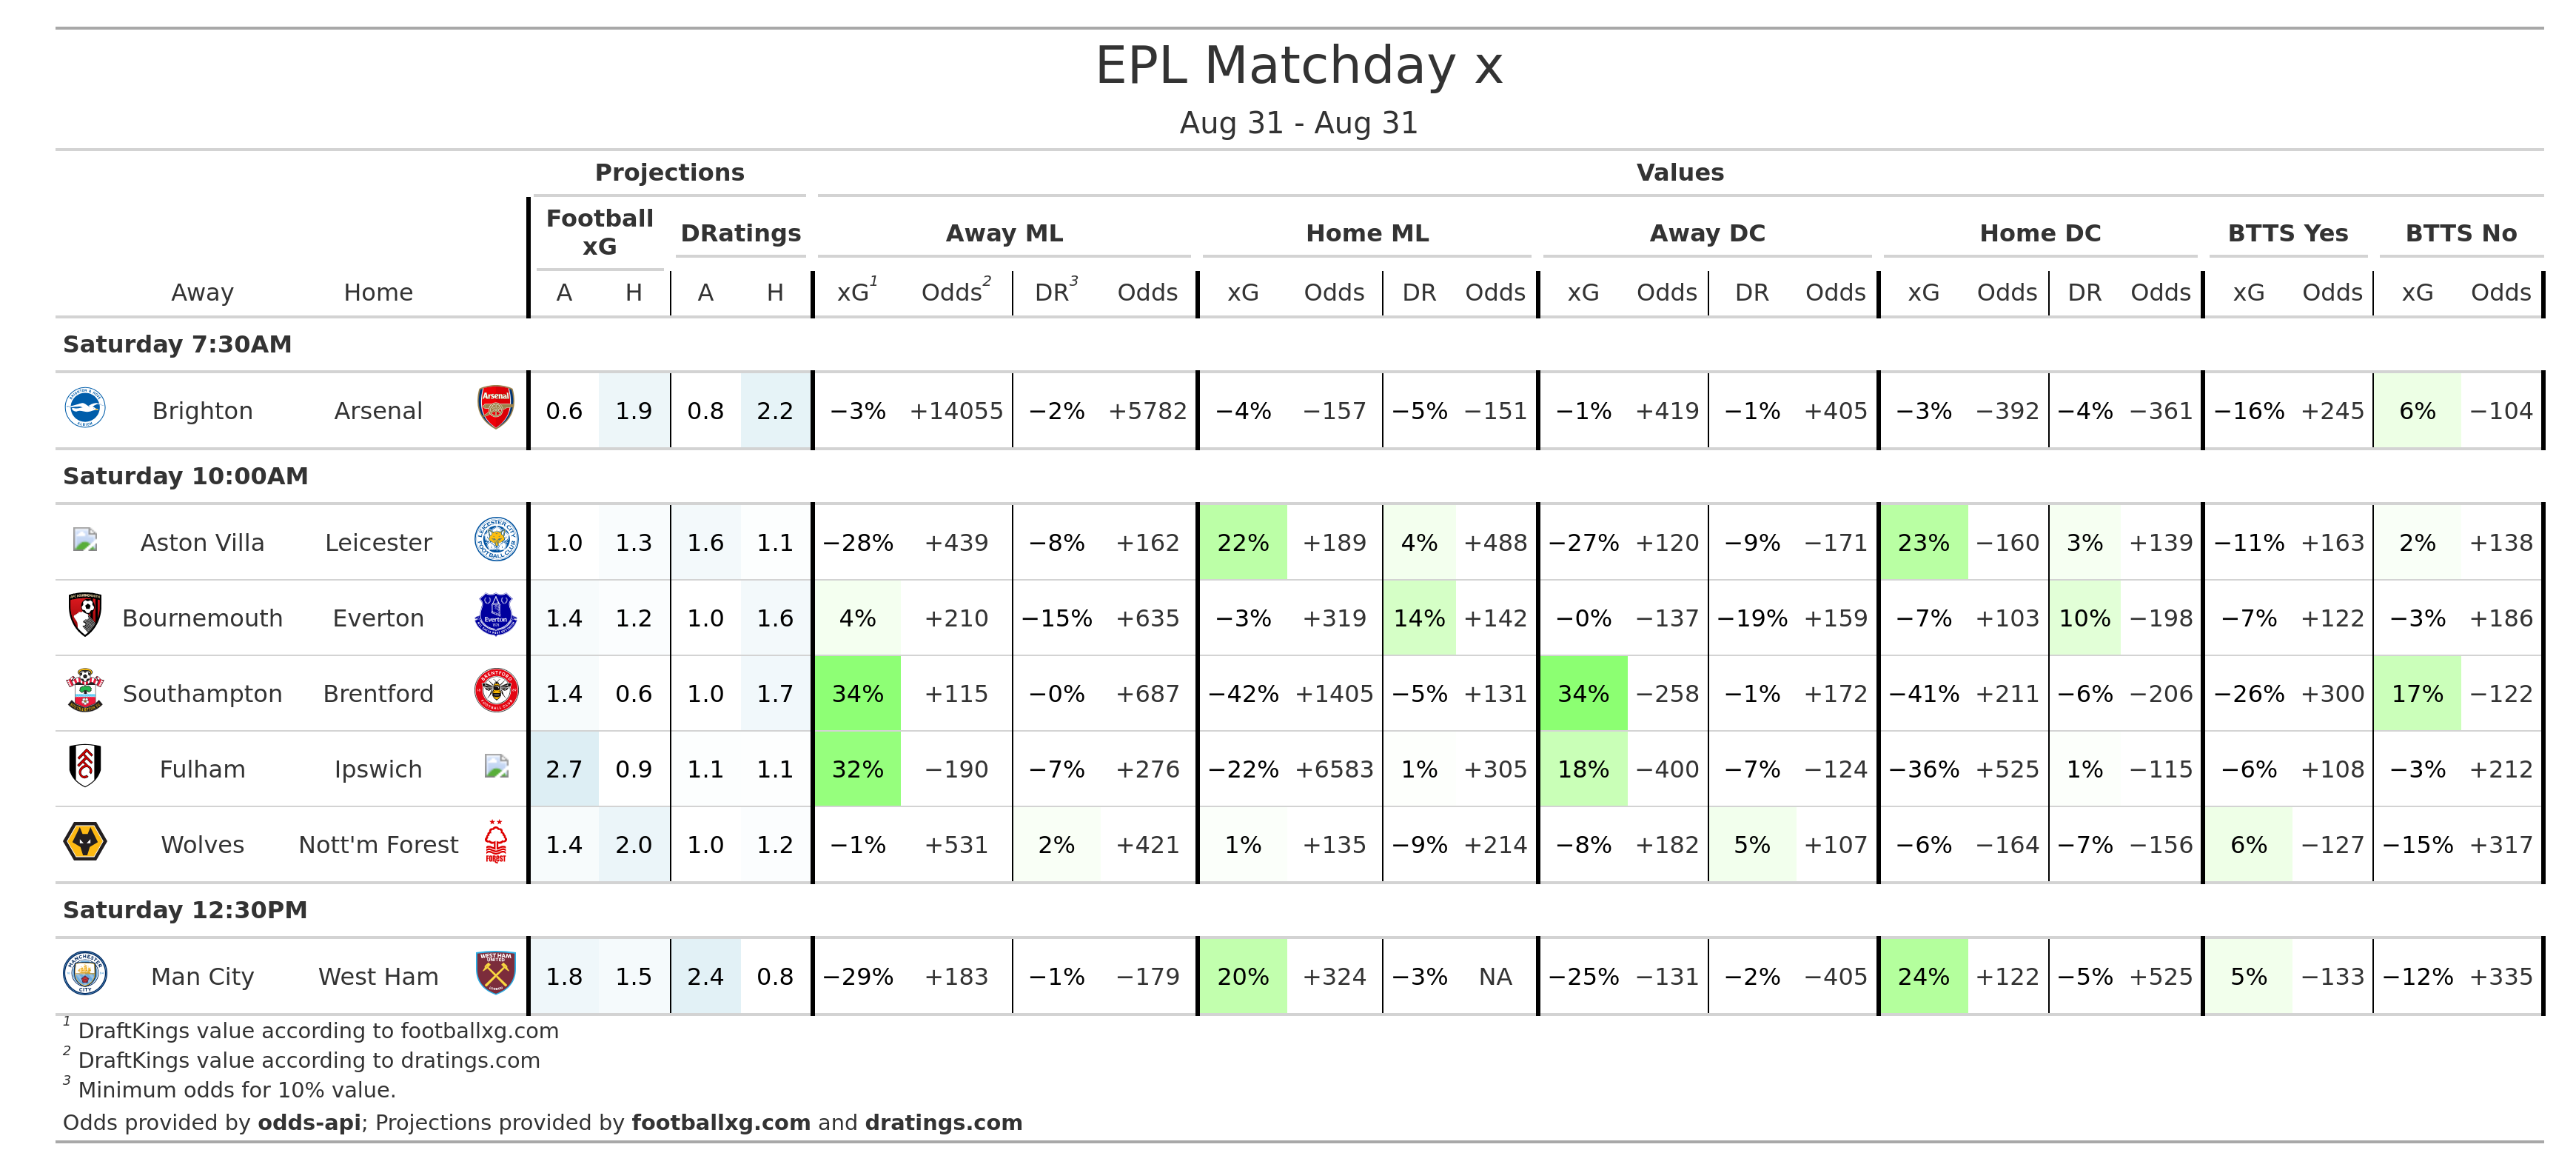 EPL Matchday x
Aug 31 - Aug 31
Projections Values
Football xG DRatings Away ML Home ML Away DC Home DC BTTS Yes BTTS No
Away Home A H A H xG1 Odds2 DR3 Odds xG Odds DR Odds xG Odds DR Odds xG Odds DR Odds xG Odds xG Odds
Saturday 7:30AM
Brighton Arsenal 0.6 1.9 0.8 2.2 −3% +14055 −2% +5782 −4% −157 −5% −151 −1% +419 −1% +405 −3% −392 −4% −361 −16% +245 6% −104
Saturday 10:00AM
Aston Villa Leicester 1.0 1.3 1.6 1.1 −28% +439 −8% +162 22% +189 4% +488 −27% +120 −9% −171 23% −160 3% +139 −11% +163 2% +138
Bournemouth Everton 1.4 1.2 1.0 1.6 4% +210 −15% +635 −3% +319 14% +142 −0% −137 −19% +159 −7% +103 10% −198 −7% +122 −3% +186
Southampton Brentford 1.4 0.6 1.0 1.7 34% +115 −0% +687 −42% +1405 −5% +131 34% −258 −1% +172 −41% +211 −6% −206 −26% +300 17% −122
Fulham Ipswich 2.7 0.9 1.1 1.1 32% −190 −7% +276 −22% +6583 1% +305 18% −400 −7% −124 −36% +525 1% −115 −6% +108 −3% +212
Wolves Nott'm Forest 1.4 2.0 1.0 1.2 −1% +531 2% +421 1% +135 −9% +214 −8% +182 5% +107 −6% −164 −7% −156 6% −127 −15% +317
Saturday 12:30PM
Man City West Ham 1.8 1.5 2.4 0.8 −29% +183 −1% −179 20% +324 −3% NA −25% −131 −2% −405 24% +122 −5% +525 5% −133 −12% +335
1 DraftKings value according to footballxg.com
2 DraftKings value according to dratings.com
3 Minimum odds for 10% value.
Odds provided by odds-api; Projections provided by footballxg.com and dratings.com